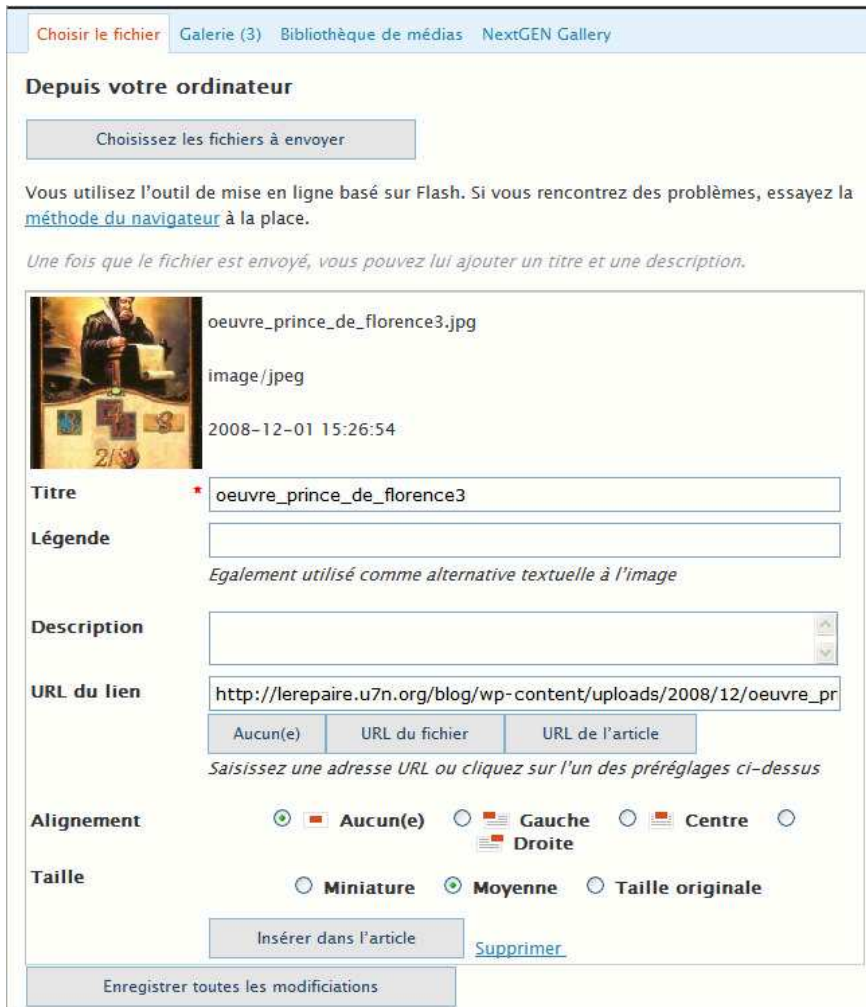 Choisir le fichier Galerie (3) Bibliothèque de médias NextGEN Gallery
Depuis votre ordinateur
Choisissez les fichiers à envoyer
Vous utilisez l'outil de mise en ligne basé sur Flash. Si vous rencontrez des problèmes, essayez la
méthode du navigateur à la place.
Une fois que le fichier est envoyé, vous pouvez lui ajouter un titre et une description.
oeuvre_prince_de_florence3.jpg
image/jpeg
2008-12-01 15:26:54
2/
Titre * oeuvre_prince_de_florence3
Légende
Egalement utilisé comme alternative textuelle à l'image
Description
URL du lien http://lerepaire.u7n.org/blog/wp-content/uploads/2008/12/oeuvre_pr
Aucun(e) URL du fichier URL de l'article
Saisissez une adresse URL ou cliquez sur l'un des préréglages ci-dessus
Alignement Aucun(e) Gauche Centre
Droite
Taille Miniature Moyenne Taille originale
Insérer dans l'article Supprimer
Enregistrer toutes les modificiations